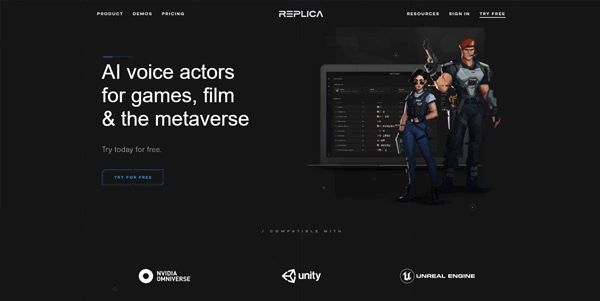 PRODUCT DEMOS PRICING REPLICA RESOURCES SIGN IN TRY FREE
AI voice actors
for games, film
& the metaverse
Try today for free.
TRY FOR FREE
/ COMPATIBLE WITH
NVIDIA
OMNIVERSE
unity
UNREAL ENGINE